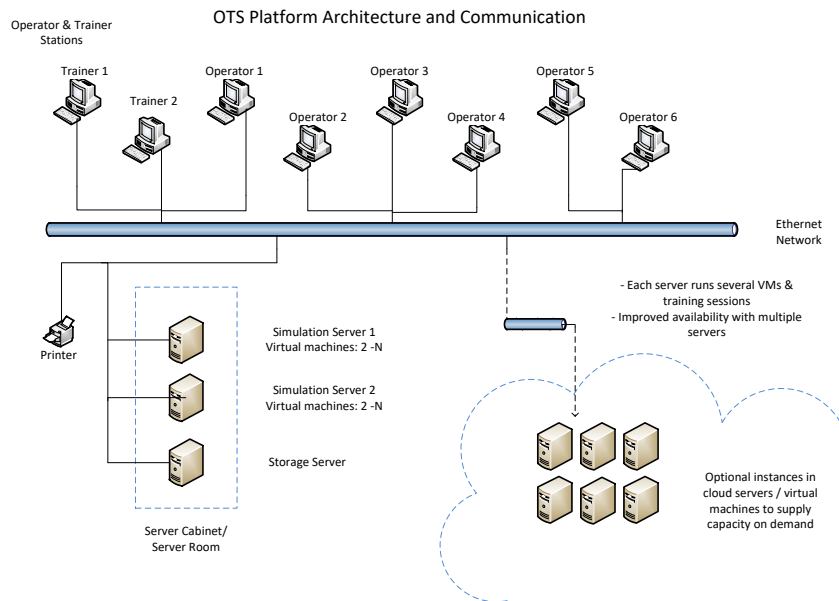 OTS Platform Architecture and Communication
Operator & Trainer
Stations
Trainer 1
Operator 1
Operator 3
Operator 5
Trainer 2
Operator 2
Operator 4
Operator 6
Ethernet
Network
- Each server runs several VMs &
training sessions
- Improved availability with multiple
servers
Printer
Simulation Server 1
Virtual machines: 2 -N
Simulation Server 2
Virtual machines: 2 -N
Storage Server
Optional instances in
cloud servers / virtual
machines to supply
capacity on demand
Server Cabinet/
Server Room